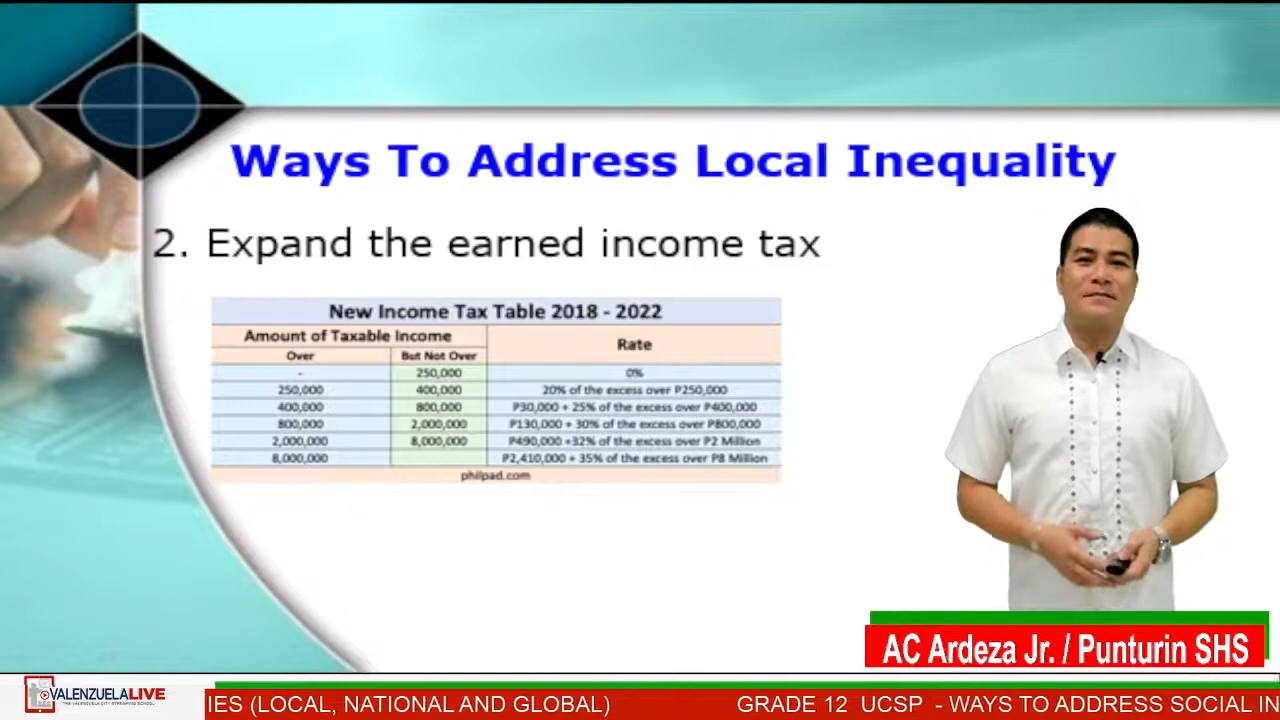 Ways To Address Local Inequality
2. Expand the earned income tax
New Income Tax Table 2018 - 2022
Amount of Taxable Income
Rate
Over
But Not Over
- 250,000 0%
250,000 400,000 20% of the excess over P250,000
400,000 800,000 P30,000 + 25% of the excess over P400,000
800,000 2,000,000 P130,000 + 30% of the excess over P800,000
2,000,000 8,000,000 P490,000 +32% of the excess over P2 Million
8,000,000 P2,410,000 + 35% of the excess over P8 Million
philpad.com
AC Ardeza Jr. / Punturin SHS
VALENZUELALIVE
THE VALENZUELA CITY STREAMING SCHOOL
IES (LOCAL, NATIONAL AND GLOBAL) GRADE 12 UCSP - WAYS TO ADDRESS SOCIAL IN